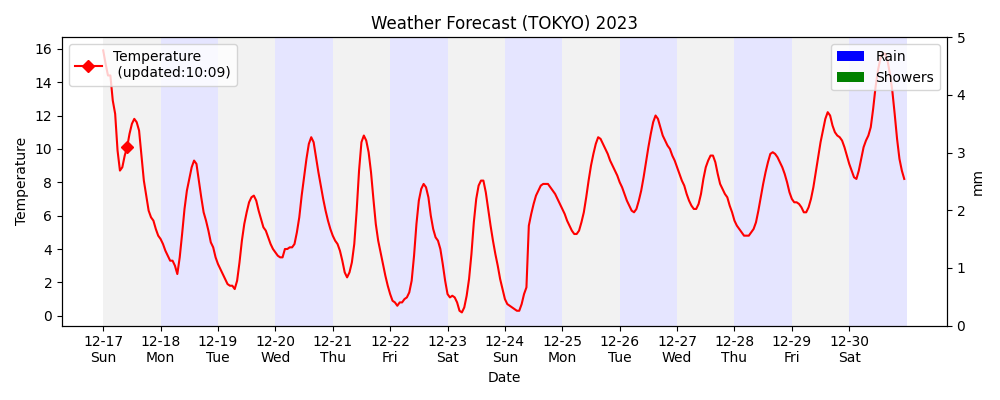 Weather Forecast (TOKYO) 2023
Temperature
(updated:10:09)
Rain
Showers
Temperature
16
14
12
10
8
6
4
2
0
5
4
3
2
1
0
mm
12-17 12-18 12-19 12-20 12-21 12-22 12-23 12-24 12-25 12-26 12-27 12-28 12-29 12-30
Sun Mon Tue Wed Thu Fri Sat Sun Mon Tue Wed Thu Fri Sat
Date